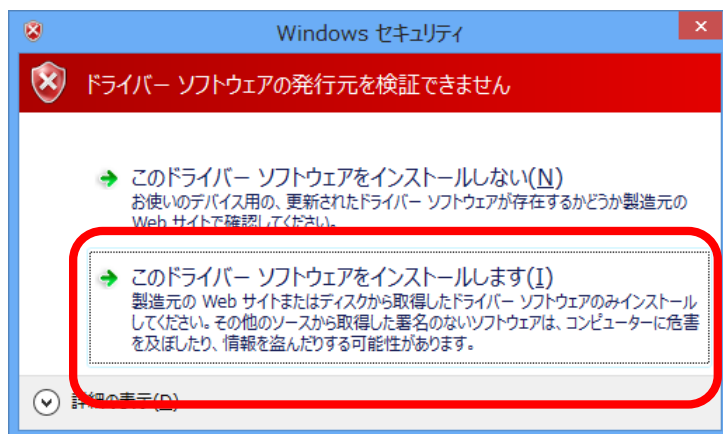 Windows セキュリティ
ドライバー ソフトウェアの発行元を検証できません
このドライバー ソフトウェアをインストールしない(N)
お使いのデバイス用の、更新されたドライバー ソフトウェアが存在するかどうか製造元の
Web サイトで確認してください。
このドライバー ソフトウェアをインストールします(I)
製造元の Web サイトまたはディスクから取得したドライバー ソフトウェアのみインストール
してください。その他のソースから取得した署名のないソフトウェアは、コンピューターに危害
を及ぼしたり、情報を盗んだりする可能性があります。
詳細の表示(D)